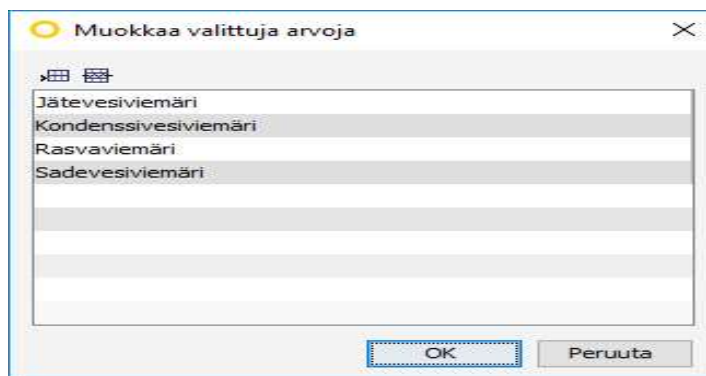 Muokkaa valittuja arvoja
Jätevesiviemäri
Kondenssivesiviemäri
Rasvaviemäri
Sadevesiviemäri
OK
Peruuta